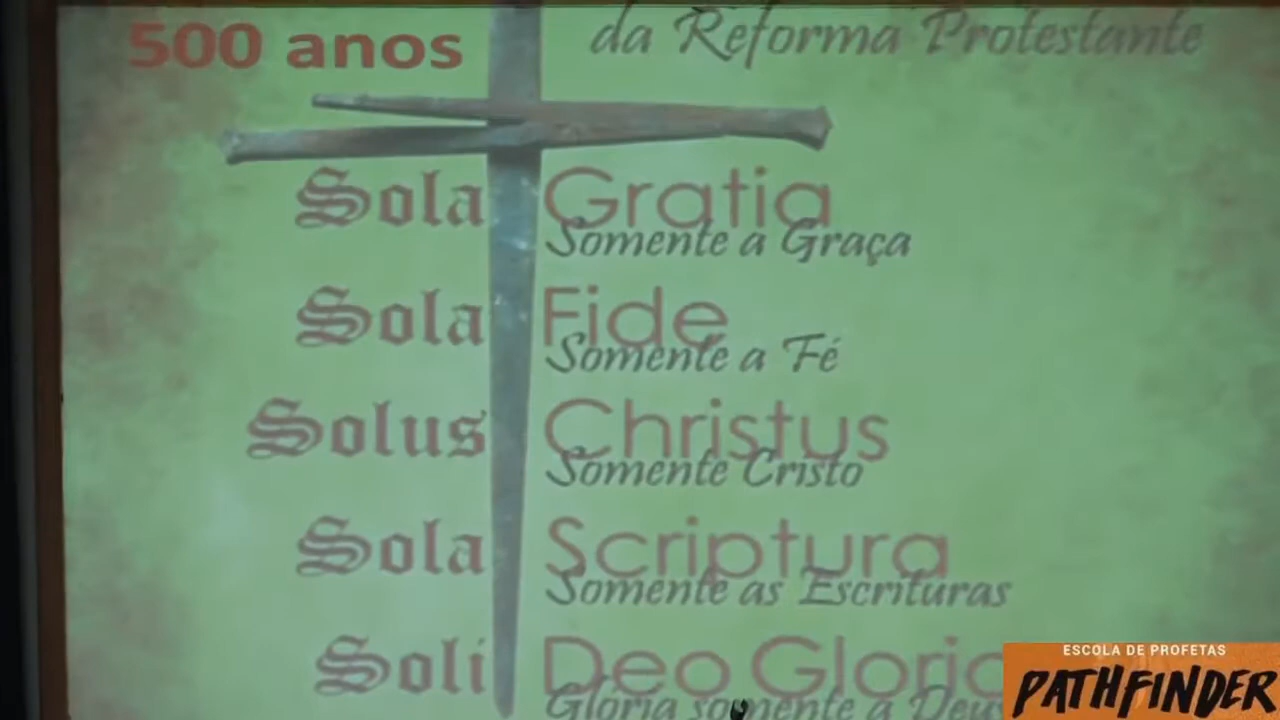 500 anos da Reforma Protestante
Sola Gratia
Somente a Graça
Sola Fide
Somente a Fé
Solus Christus
Somente Cristo
Sola Scriptura
Somente as Escrituras
Soli Deo Gloria
Glória somente a Deus
ESCOLA DE PROFETAS
PATHFINDER